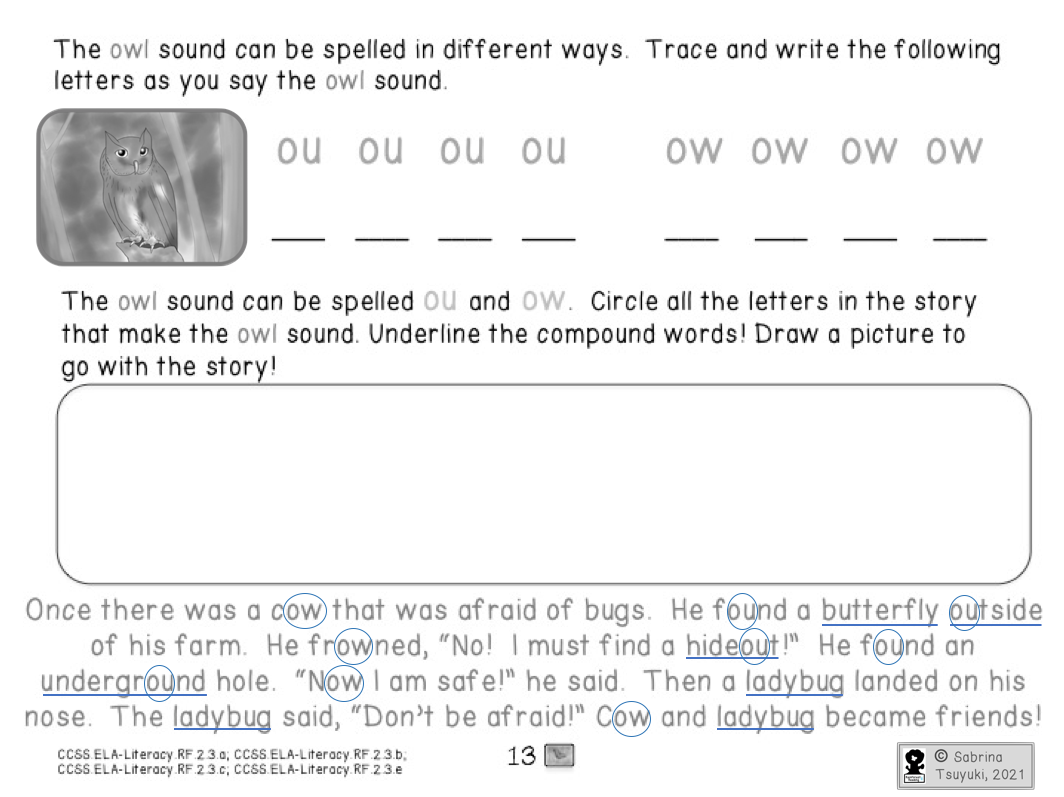 The owl sound can be spelled in different ways. Trace and write the following
letters as you say the owl sound.
ou ou ou ou ow ow ow ow
The owl sound can be spelled ou and ow. Circle all the letters in the story
that make the owl sound. Underline the compound words! Draw a picture to
go with the story!
Once there was a cow that was afraid of bugs. He found a butterfly outside
of his farm. He frowned, "No! I must find a hideout!" He found an
underground hole. "Now I am safe!" he said. Then a ladybug landed on his
nose. The ladybug said, "Don't be afraid!" Cow and ladybug became friends!
CCSS.ELA-Literacy.RF.2.3.a; CCSS.ELA-Literacy.RF.2.3.b;
CCSS.ELA-Literacy.RF.2.3.c; CCSS.ELA-Literacy.RF.2.3.e
13
© Sabrina
Tsuyuki, 2021